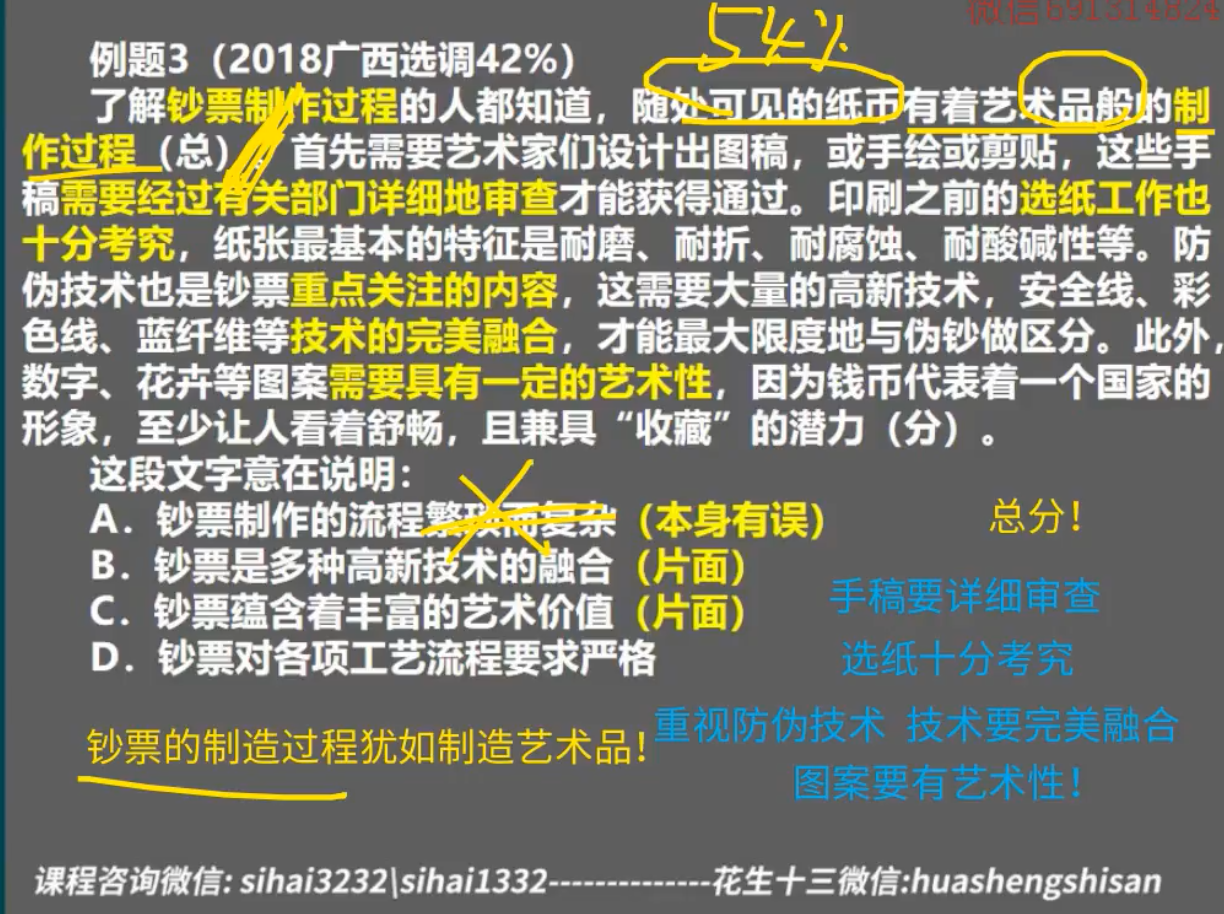 微信691314824
54%
例题3（2018广西选调42%）
了解钞票制作过程的人都知道，随处可见的纸币有着艺术品般的制
作过程（总）。首先需要艺术家们设计出图稿，或手绘或剪贴，这些手
稿需要经过有关部门详细地审查才能获得通过。印刷之前的选纸工作也
十分考究，纸张最基本的特征是耐磨、耐折、耐腐蚀、耐酸碱性等。防
伪技术也是钞票重点关注的内容，这需要大量的高新技术，安全线、彩
色线、蓝纤维等技术的完美融合，才能最大限度地与伪钞做区分。此外，
数字、花卉等图案需要具有一定的艺术性，因为钱币代表着一个国家的
形象，至少让人看着舒畅，且兼具“收藏”的潜力（分）。
这段文字意在说明：
A．钞票制作的流程繁琐而复杂（本身有误）
总分！
B．钞票是多种高新技术的融合（片面）
手稿要详细审查
C．钞票蕴含着丰富的艺术价值（片面）
D．钞票对各项工艺流程要求严格
选纸十分考究
重视防伪技术 技术要完美融合
钞票的制造过程犹如制造艺术品！
图案要有艺术性！
课程咨询微信: sihai3232\sihai1332--------------花生十三微信:huashengshisan